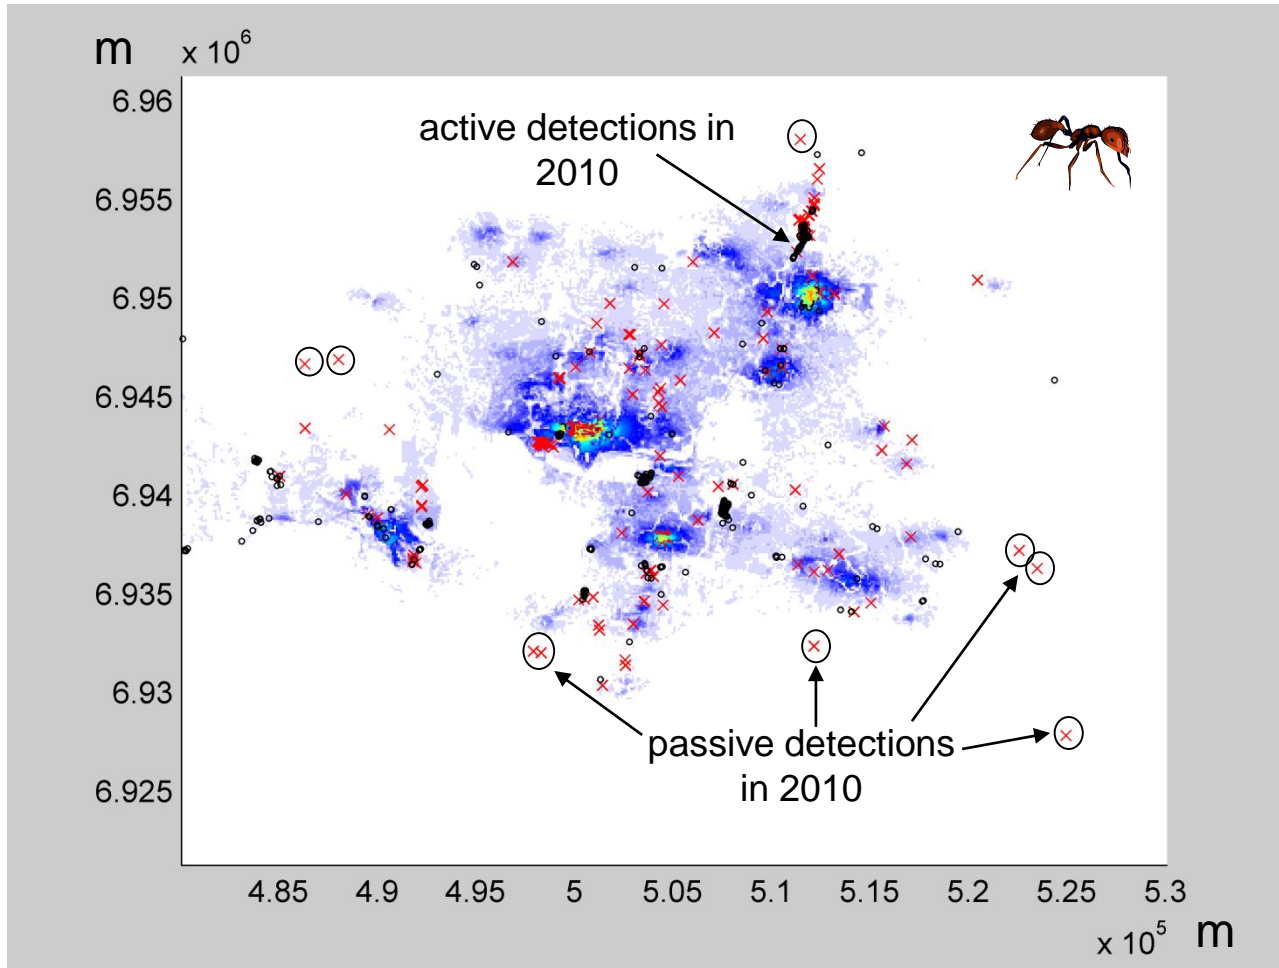 m x 10^6
6.96
active detections in
2010
6.955
6.95
6.945
6.94
6.935
6.93
passive detections
in 2010
6.925
4.85 4.9 4.95 5 5.05 5.1 5.15 5.2 5.25 5.3
x 10^5 m